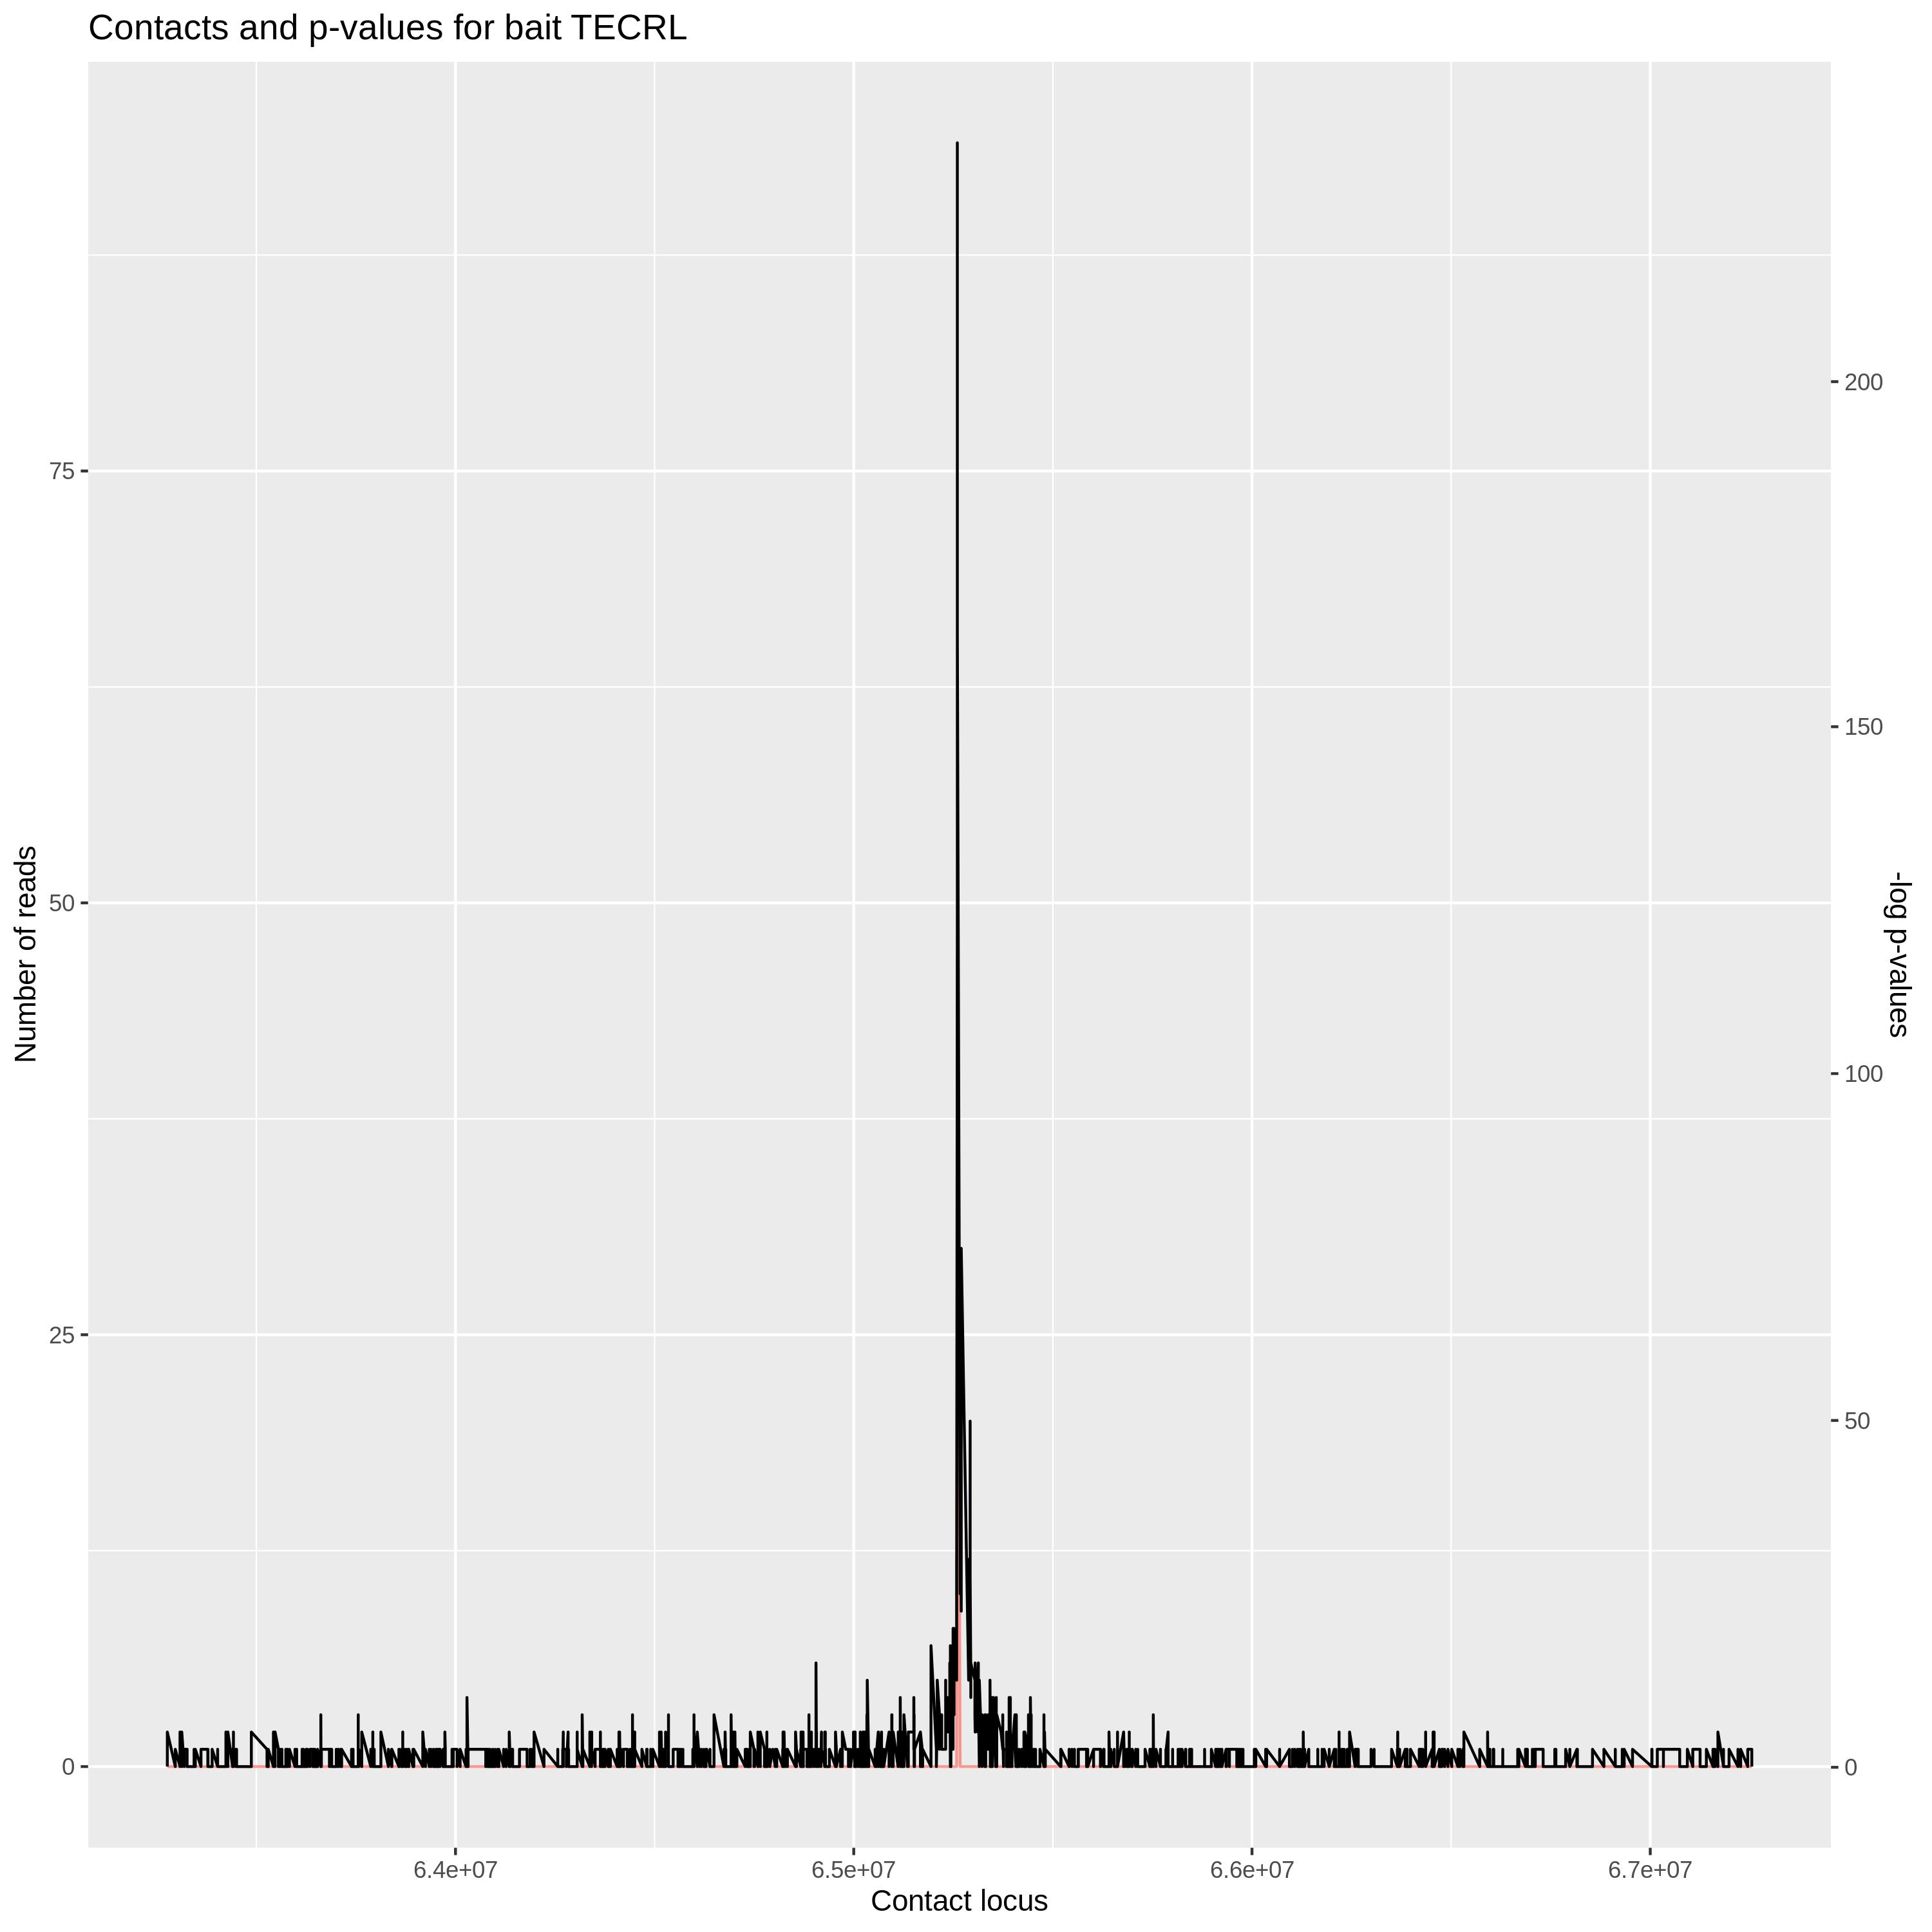 Contacts and p-values for bait TECRL
Number of reads
75
50
25
0
200
150
100
50
0
-log p-values
6.4e+07 6.5e+07 6.6e+07 6.7e+07
Contact locus